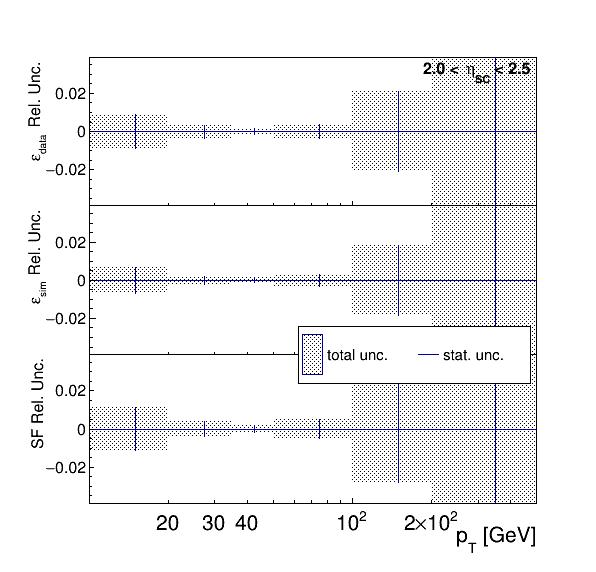 2.0 < η_SC < 2.5
ε_data Rel. Unc.
0.02
0
−0.02
ε_sim Rel. Unc.
0.02
0
−0.02
total unc. stat. unc.
SF Rel. Unc.
0.02
0
−0.02
20 30 40 10² 2×10²
p_T [GeV]